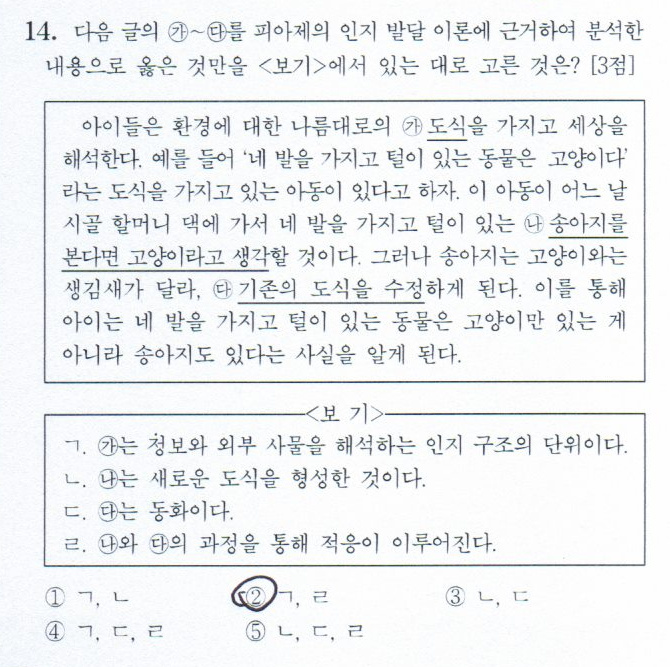 14. 다음 글의 ㉮~㉰를 피아제의 인지 발달 이론에 근거하여 분석한
내용으로 옳은 것만을 <보기>에서 있는 대로 고른 것은? [3점]
아이들은 환경에 대한 나름대로의 ㉮ 도식을 가지고 세상을
해석한다. 예를 들어 ‘네 발을 가지고 털이 있는 동물은 고양이다’
라는 도식을 가지고 있는 아동이 있다고 하자. 이 아동이 어느 날
시골 할머니 댁에 가서 네 발을 가지고 털이 있는 ㉯ 송아지를
본다면 고양이라고 생각할 것이다. 그러나 송아지는 고양이와는
생김새가 달라, ㉰ 기존의 도식을 수정하게 된다. 이를 통해
아이는 네 발을 가지고 털이 있는 동물은 고양이만 있는 게
아니라 송아지도 있다는 사실을 알게 된다.
<보 기>
ㄱ. ㉮는 정보와 외부 사물을 해석하는 인지 구조의 단위이다.
ㄴ. ㉯는 새로운 도식을 형성한 것이다.
ㄷ. ㉰는 동화이다.
ㄹ. ㉯와 ㉰의 과정을 통해 적응이 이루어진다.
① ㄱ, ㄴ ② ㄱ, ㄹ ③ ㄴ, ㄷ
④ ㄱ, ㄷ, ㄹ ⑤ ㄴ, ㄷ, ㄹ